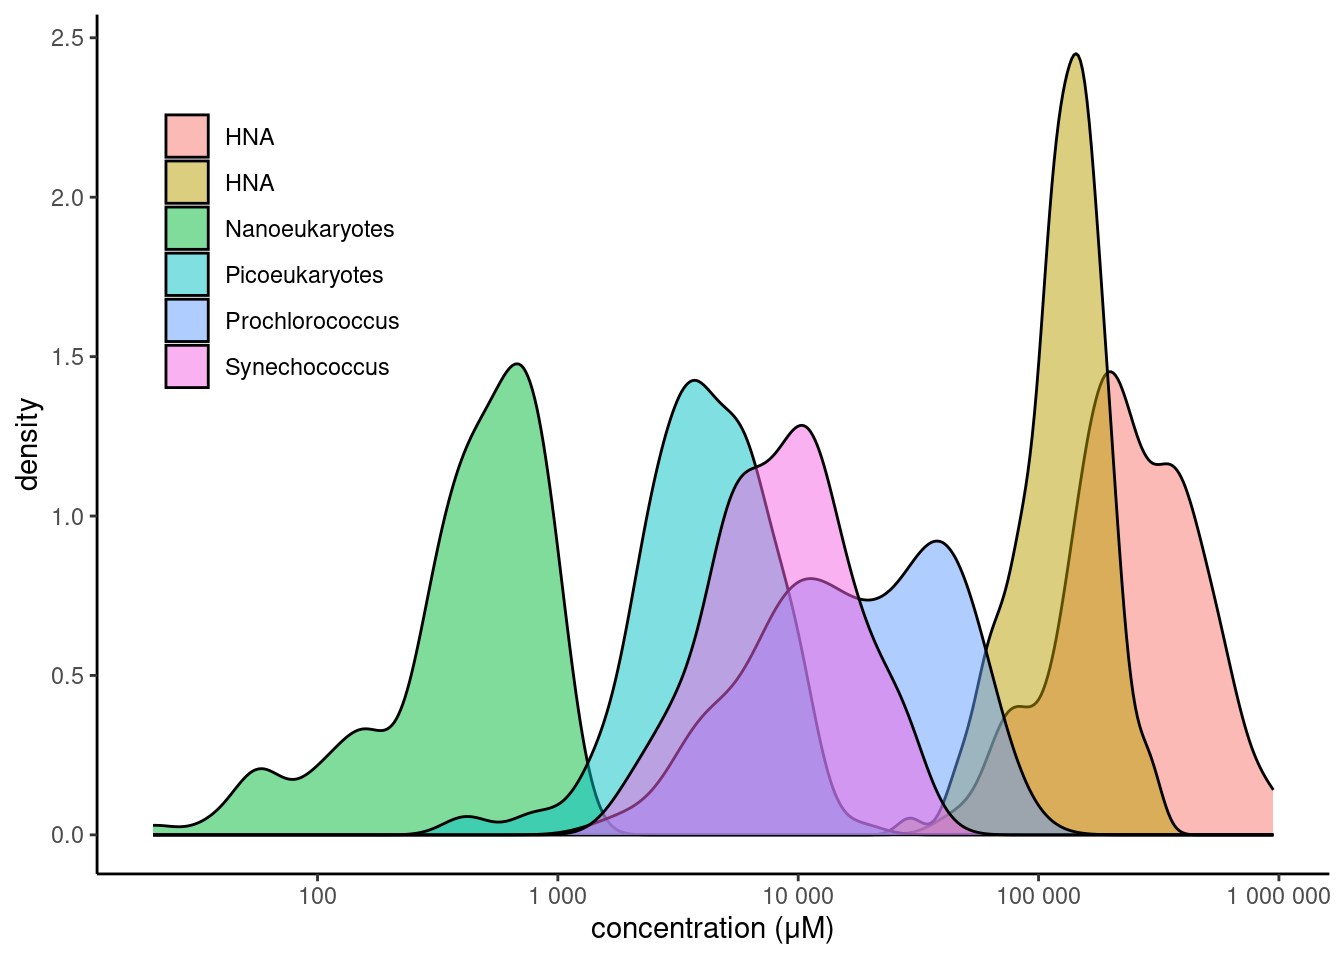 2.5
2.0
1.5
1.0
0.5
0.0
density
HNA
HNA
Nanoeukaryotes
Picoeukaryotes
Prochlorococcus
Synechococcus
100
1 000
10 000
100 000
1 000 000
concentration (µM)